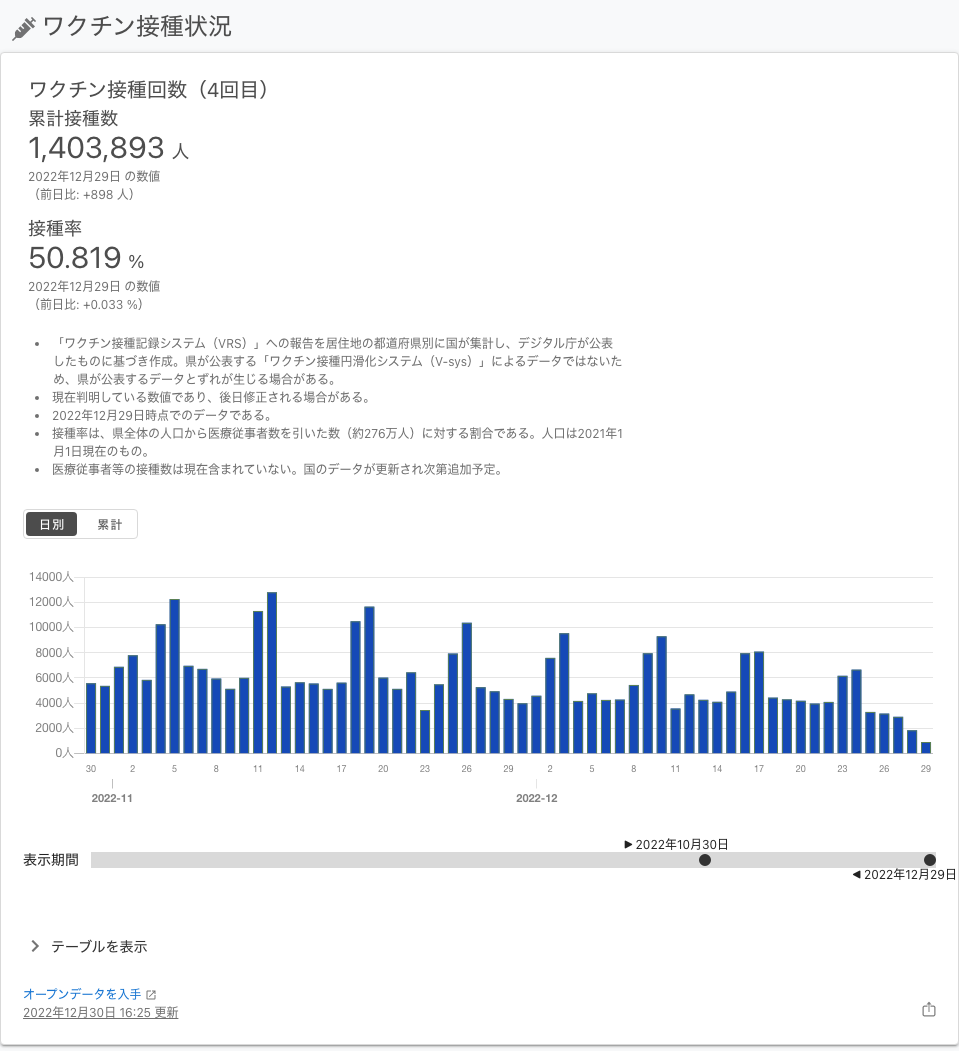 ワクチン接種状況
ワクチン接種回数（4回目）
累計接種数
1,403,893 人
2022年12月29日 の数値
（前日比: +898 人）
接種率
50.819 %
2022年12月29日 の数値
（前日比: +0.033 %）
「ワクチン接種記録システム（VRS）」への報告を居住地の都道府県別に国が集計し、デジタル庁が公表
したものに基づき作成。県が公表する「ワクチン接種円滑化システム（V-sys）」によるデータではないた
め、県が公表するデータとずれが生じる場合がある。
現在判明している数値であり、後日修正される場合がある。
2022年12月29日時点でのデータである。
接種率は、県全体の人口から医療従事者数を引いた数（約276万人）に対する割合である。人口は2021年1
月1日現在のもの。
医療従事者等の接種数は現在含まれていない。国のデータが更新され次第追加予定。
日別 累計
14000人
12000人
10000人
8000人
6000人
4000人
2000人
0人
30 2 5 8 11 14 17 20 23 26 29 2 5 8 11 14 17 20 23 26 29
2022-11 2022-12
2022年10月30日
表示期間
2022年12月29日
テーブルを表示
オープンデータを入手
2022年12月30日 16:25 更新